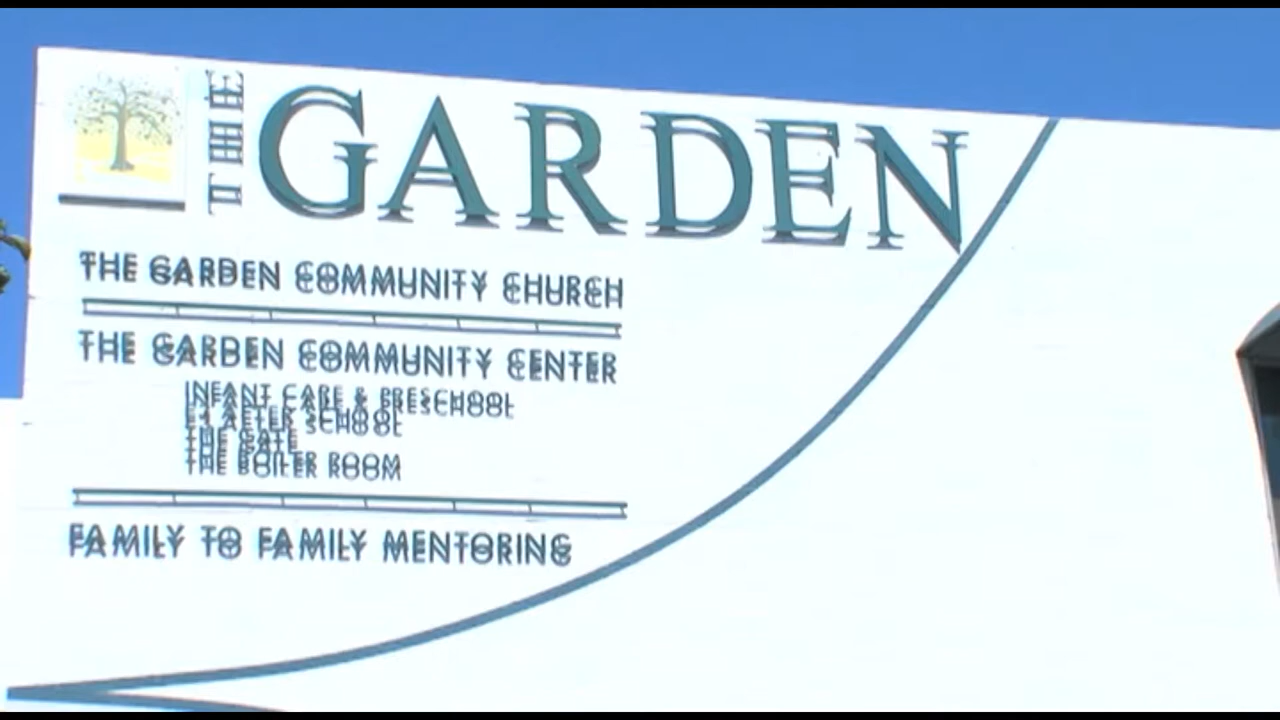 THE GARDEN
THE GARDEN COMMUNITY CHURCH
THE GARDEN COMMUNITY CENTER
INFANT CARE & PRESCHOOL
AFTER SCHOOL
THE GATE
THE BOILER ROOM
FAMILY TO FAMILY MENTORING